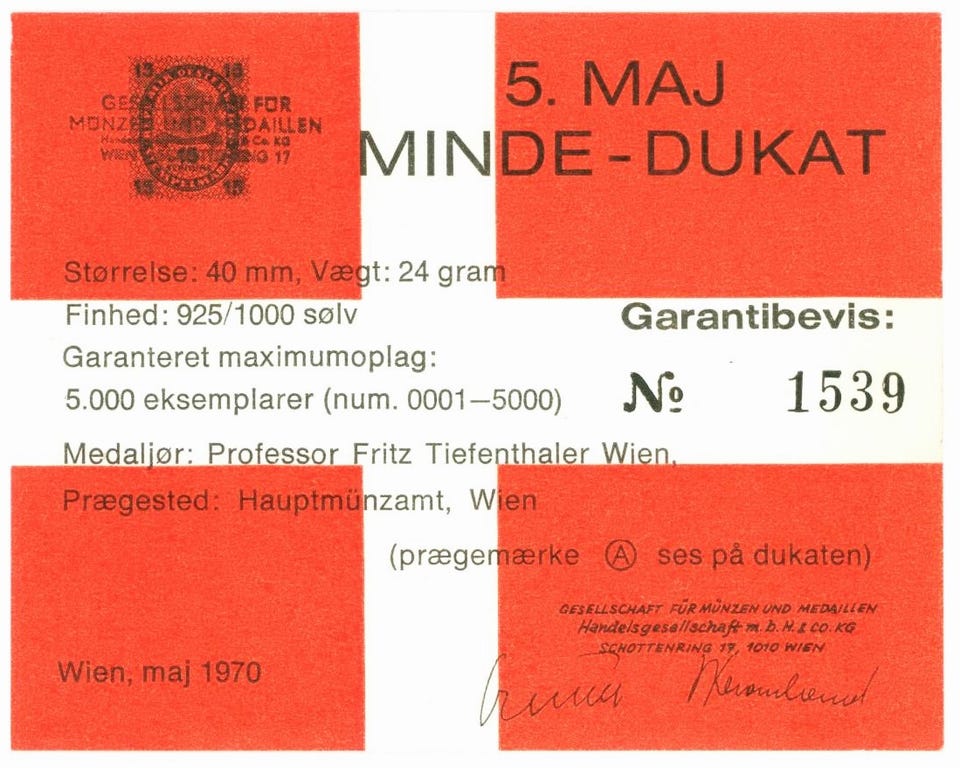 5. MAJ
MINDE-DUKAT
GESELLSCHAFT FÜR
MÜNZEN UND MEDAILLEN
WIEN SCHOTTENRING 17
Størrelse: 40 mm, Vægt: 24 gram
Finhed: 925/1000 sølv
Garanteret maximumoplag:
5.000 eksemplarer (num. 0001—5000)
Garantibevis:
№ 1539
Medaljør: Professor Fritz Tiefenthaler Wien,
Prægested: Hauptmünzamt, Wien
(prægemærke Ⓐ ses på dukaten)
GESELLSCHAFT FÜR MÜNZEN UND MEDAILLEN
Handelsgesellschaft m. b. H. & CO. KG
SCHOTTENRING 17, 1010 WIEN
Wien, maj 1970